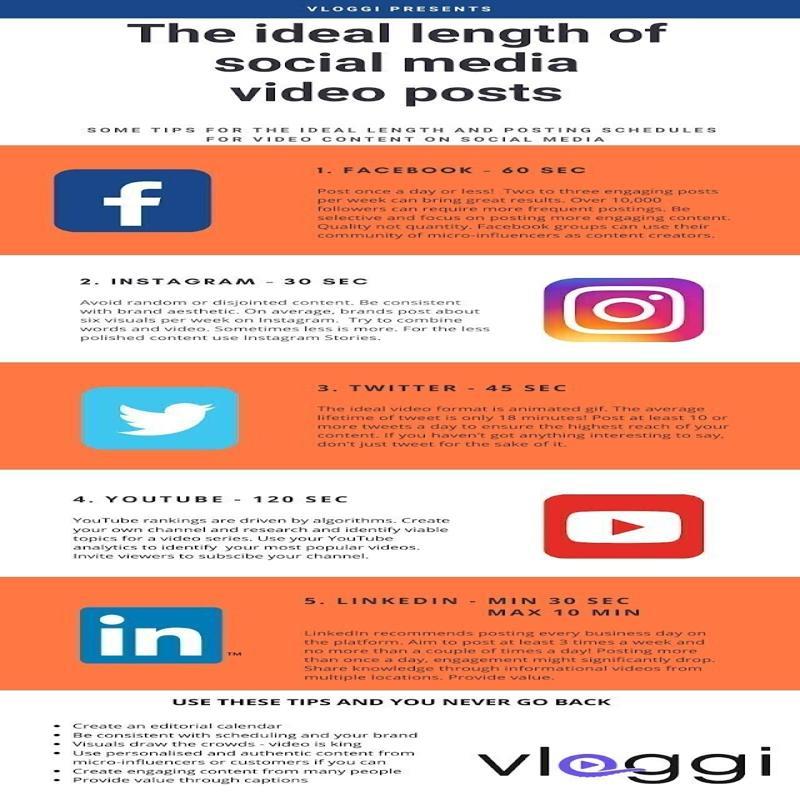 VLOGGI PRESENTS
The ideal length of
social media
video posts
SOME TIPS FOR THE IDEAL LENGTH AND POSTING SCHEDULES
FOR VIDEO CONTENT ON SOCIAL MEDIA
f
1. FACEBOOK - 60 SEC
Post once a day or less! Two to three engaging posts
per week can bring great results. Over 10,000
followers can require more frequent postings. Be
selective and focus on posting more engaging content.
Quality not quantity. Facebook groups can use their
community of micro-influencers as content creators.
2. INSTAGRAM - 30 SEC
Avoid random or disjointed content. Be consistent
with brand aesthetic. On average, brands post about
six visuals per week on Instagram. Try to combine
words and video. Sometimes less is more. For the less
polished content use Instagram Stories.
3. TWITTER - 45 SEC
The ideal video format is animated gif. The average
lifetime of tweet is only 18 minutes! Post at least 10 or
more tweets a day to ensure the highest reach of your
content. If you haven't got anything interesting to say,
don't just tweet for the sake of it.
4. YOUTUBE - 120 SEC
YouTube rankings are driven by algorithms. Create
your own channel and research and identify viable
topics for a video series. Use your YouTube
analytics to identify your most popular videos.
Invite viewers to subscibe your channel.
in™
5. LINKEDIN - MIN 30 SEC
MAX 10 MIN
LinkedIn recommends posting every business day on
the platform. Aim to post at least 3 times a week and
no more than a couple of times a day! Posting more
than once a day, engagement might significantly drop.
Share knowledge through informational videos from
multiple locations. Provide value.
USE THESE TIPS AND YOU NEVER GO BACK
• Create an editorial calendar
• Be consistent with scheduling and your brand
• Visuals draw the crowds - video is king
• Use personalised and authentic content from
micro-influencers or customers if you can
• Create engaging content from many people
• Provide value through captions
vloggi